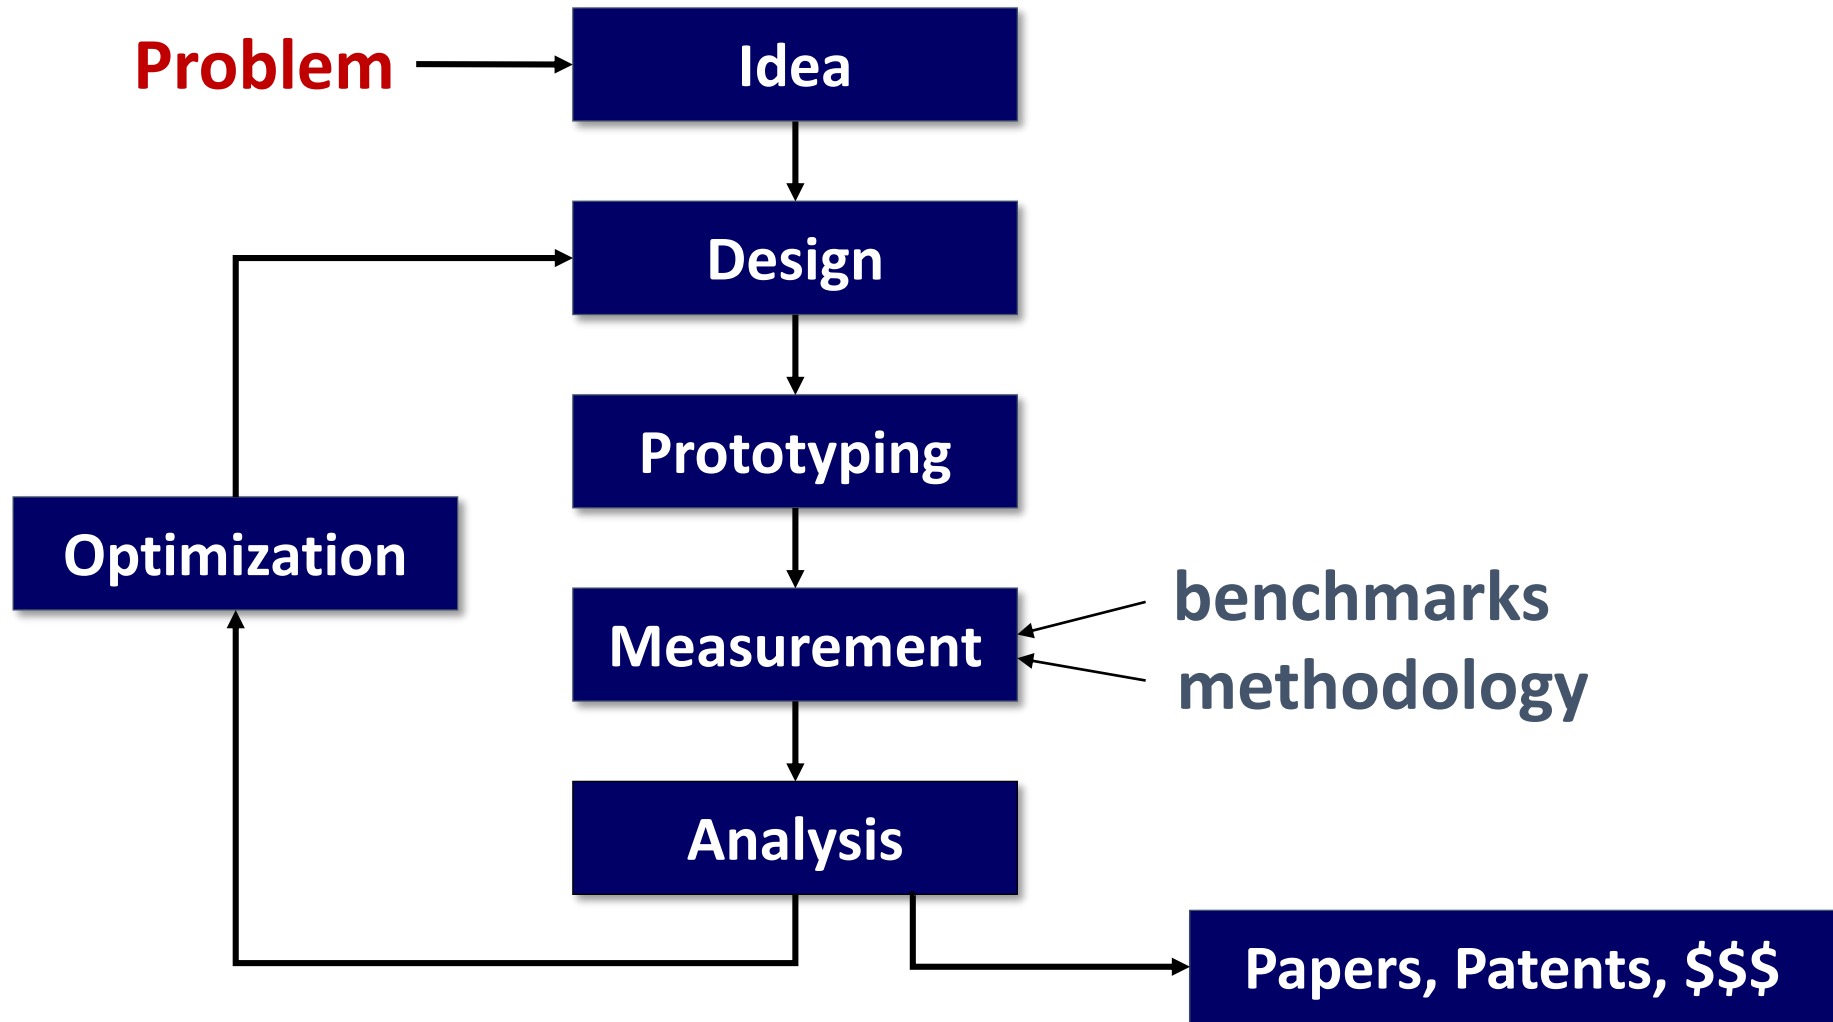 Problem
Idea
Design
Prototyping
Optimization
Measurement
benchmarks
methodology
Analysis
Papers, Patents, $$$